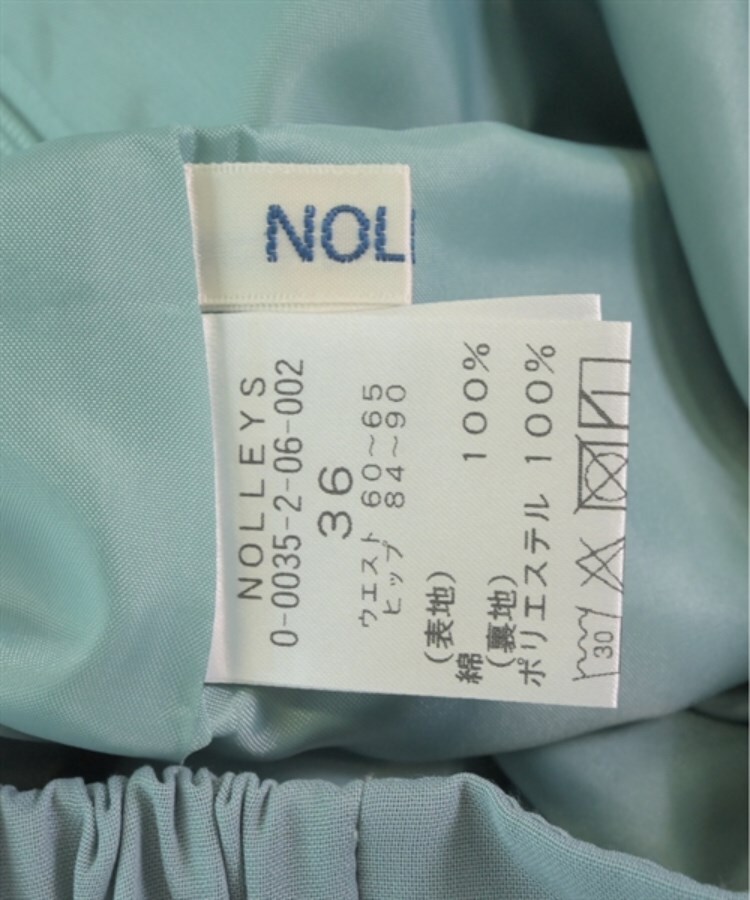 NOL
NOLLEYS
0-0035-2-06-002
36
ウエスト 60～65
ヒップ 84～90
(表地)
綿 100%
(裏地)
ポリエステル 100%
30